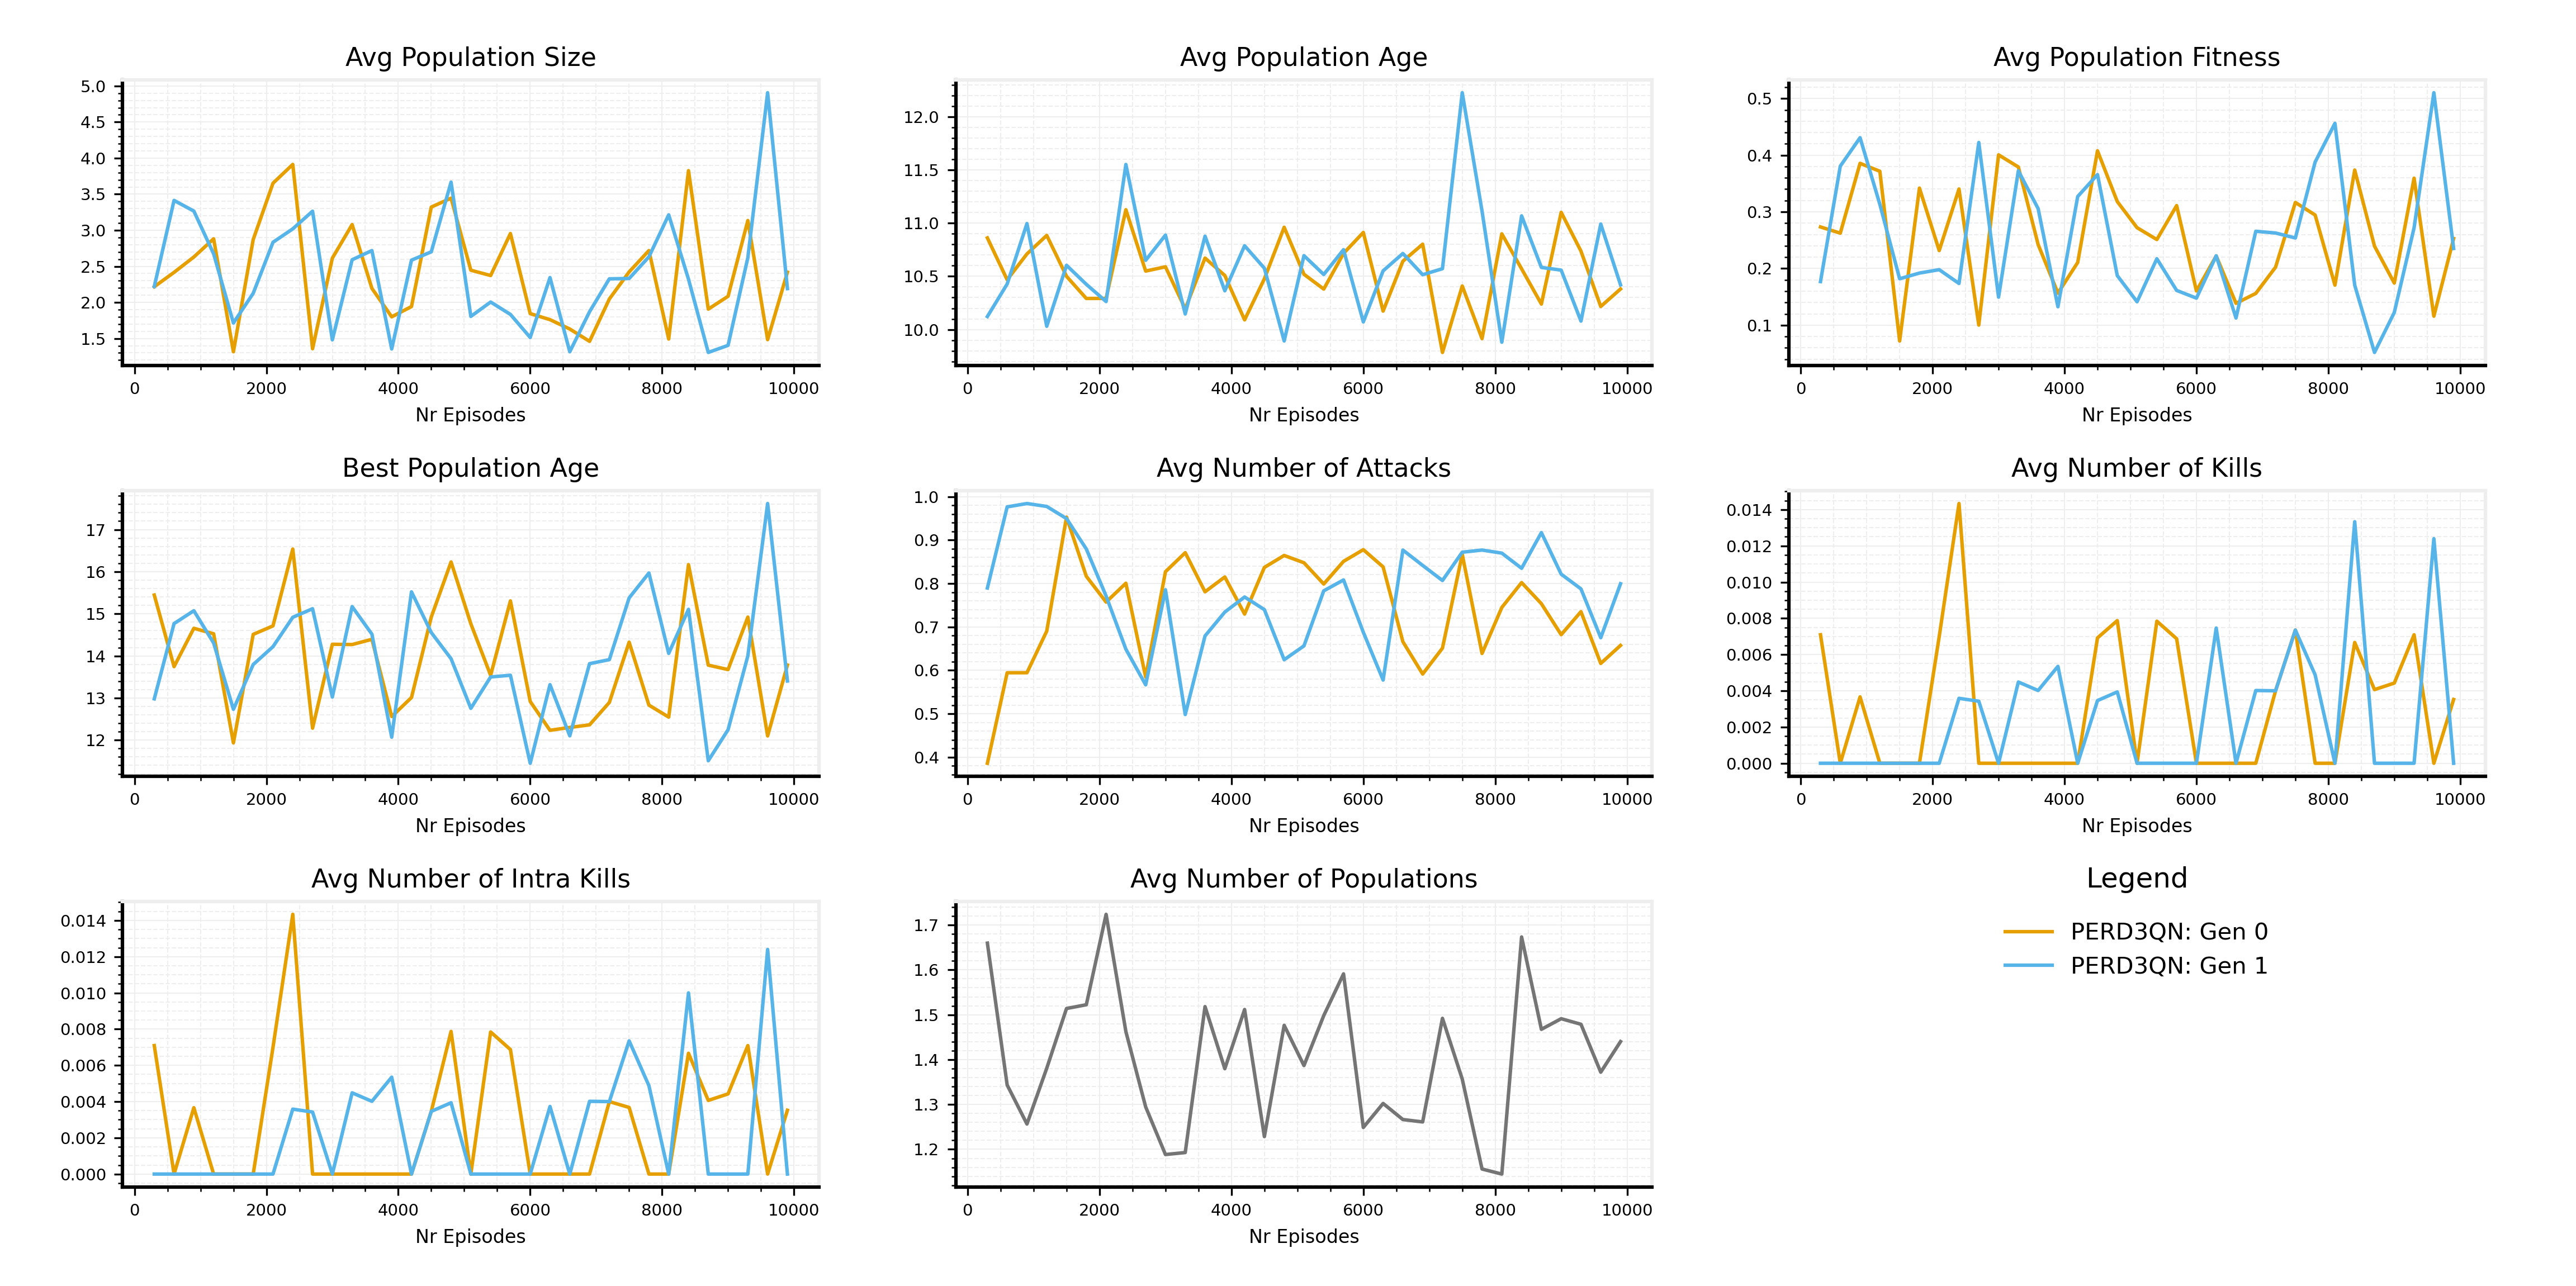 Avg Population Size
5.0
4.5
4.0
3.5
3.0
2.5
2.0
1.5
0 2000 4000 6000 8000 10000
Nr Episodes
Avg Population Age
12.0
11.5
11.0
10.5
10.0
0 2000 4000 6000 8000 10000
Nr Episodes
Avg Population Fitness
0.5
0.4
0.3
0.2
0.1
0 2000 4000 6000 8000 10000
Nr Episodes
Best Population Age
17
16
15
14
13
12
0 2000 4000 6000 8000 10000
Nr Episodes
Avg Number of Attacks
1.0
0.9
0.8
0.7
0.6
0.5
0.4
0 2000 4000 6000 8000 10000
Nr Episodes
Avg Number of Kills
0.014
0.012
0.010
0.008
0.006
0.004
0.002
0.000
0 2000 4000 6000 8000 10000
Nr Episodes
Avg Number of Intra Kills
0.014
0.012
0.010
0.008
0.006
0.004
0.002
0.000
0 2000 4000 6000 8000 10000
Nr Episodes
Avg Number of Populations
1.7
1.6
1.5
1.4
1.3
1.2
0 2000 4000 6000 8000 10000
Nr Episodes
Legend
PERD3QN: Gen 0
PERD3QN: Gen 1